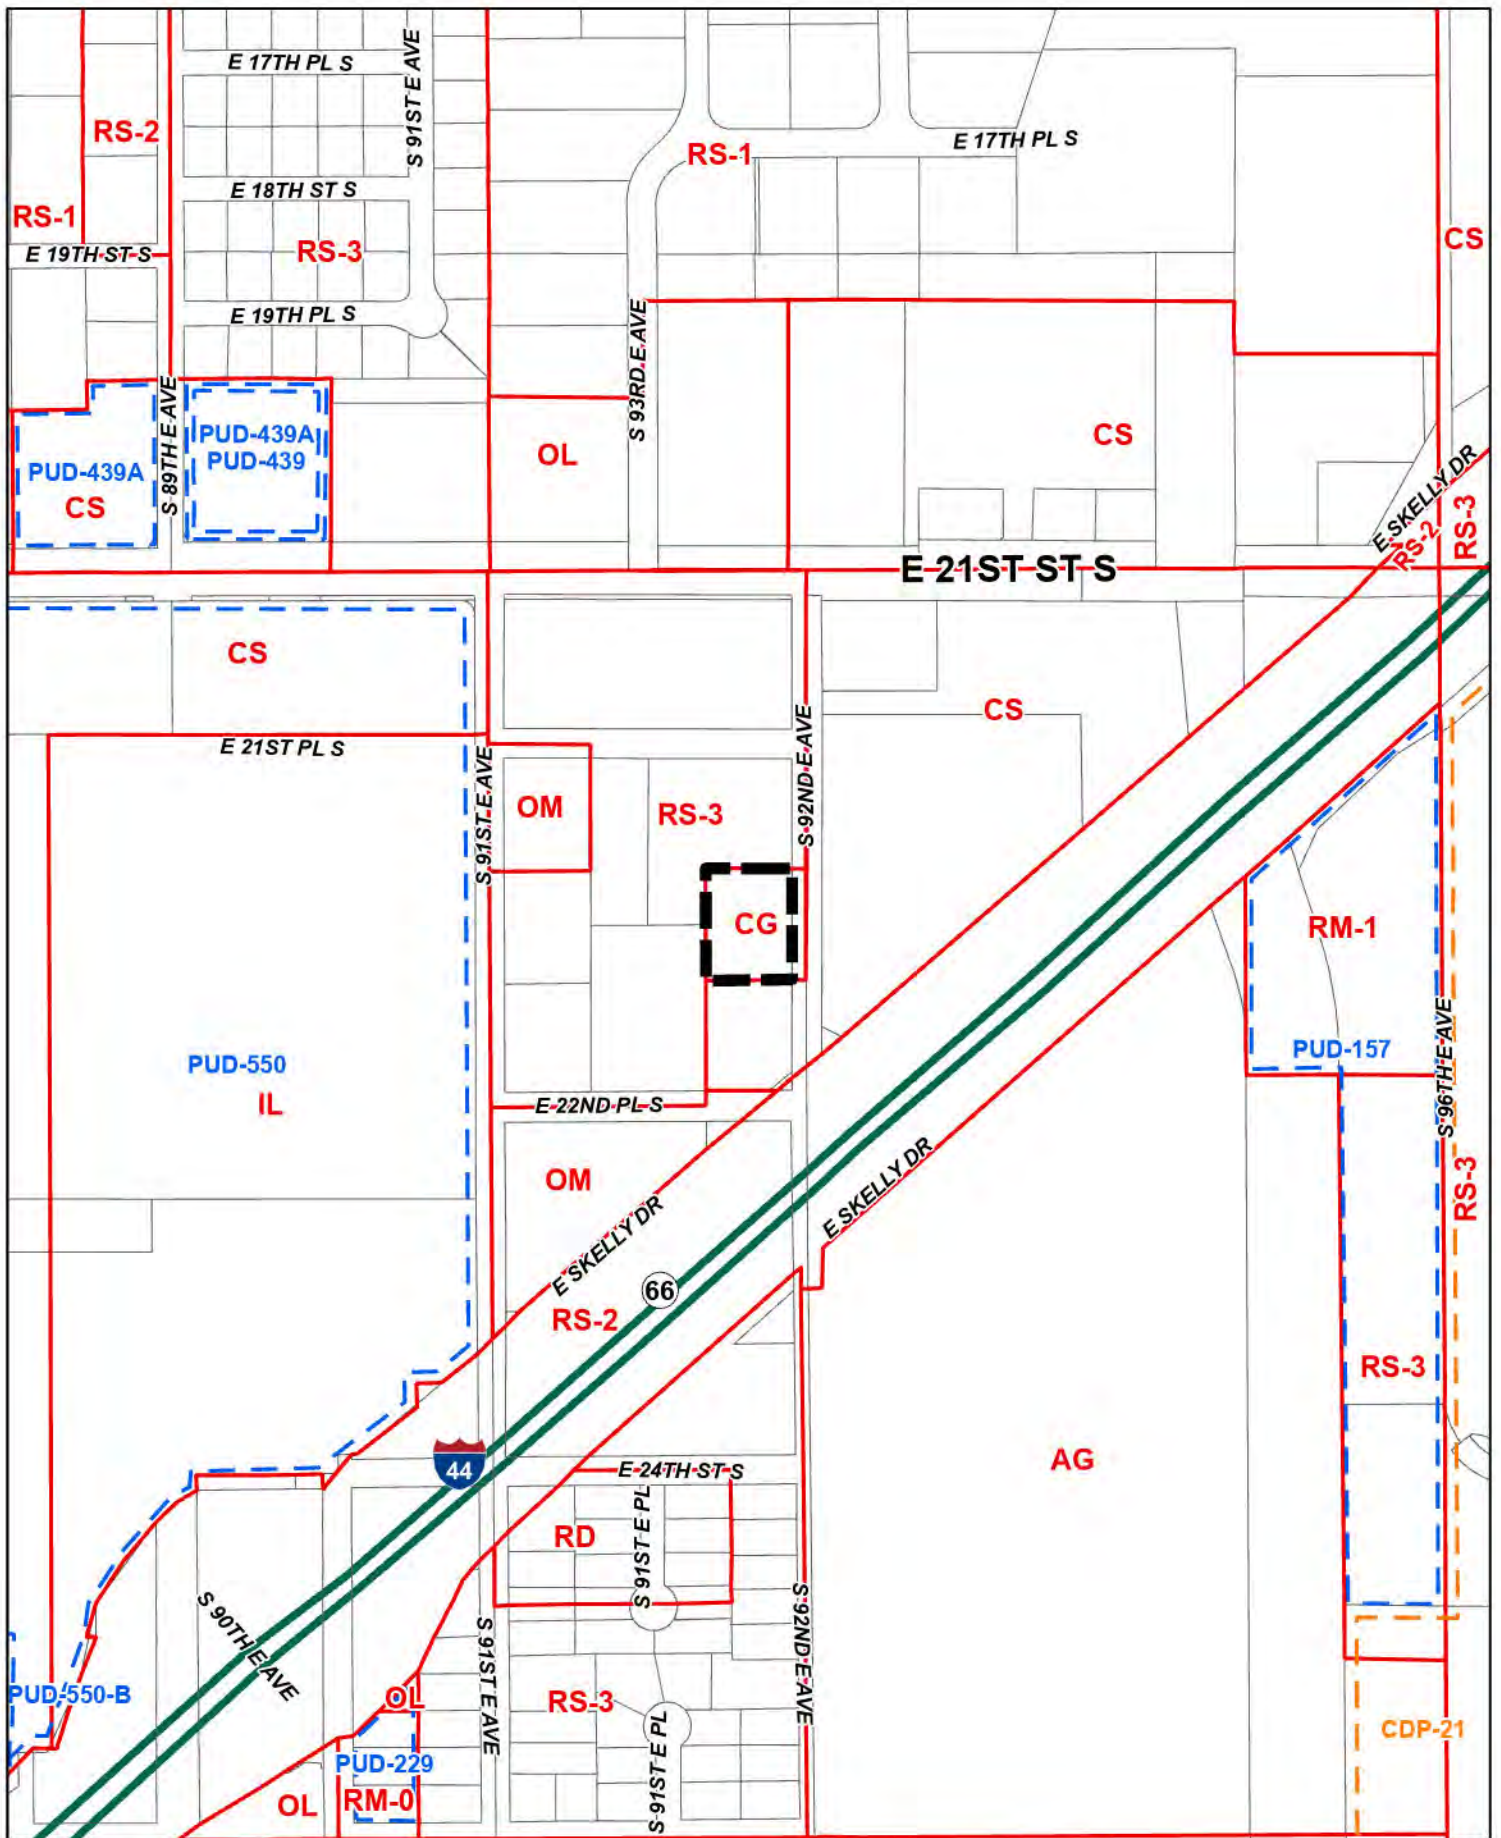 E 17TH PL S
S 91ST E AVE
RS-2
E 17TH PL S
RS-1
E 18TH ST S
RS-1
CS
RS-3
E 19TH ST S
E 19TH PL S
S 93RD E AVE
S 89TH E AVE
PUD-439A
PUD-439
CS
OL
PUD-439A
CS
E SKELLY DR
RS-3
RS-2
E 21ST ST S
CS
CS
E 21ST PL S
S 91ST E AVE
OM
RS-3
S 92ND E AVE
CG
RM-1
PUD-157
S 96TH E AVE
PUD-550
IL
E 22ND PL S
OM
E SKELLY DR
RS-3
E SKELLY DR
66
RS-2
RS-3
44
E 24TH ST S
AG
S 91ST E PL
RD
S 90TH E AVE
S 92ND E AVE
S 91ST E AVE
PUD-550-B
OL
RS-3
S 91ST E PL
CDP-21
PUD-229
RM-0
OL